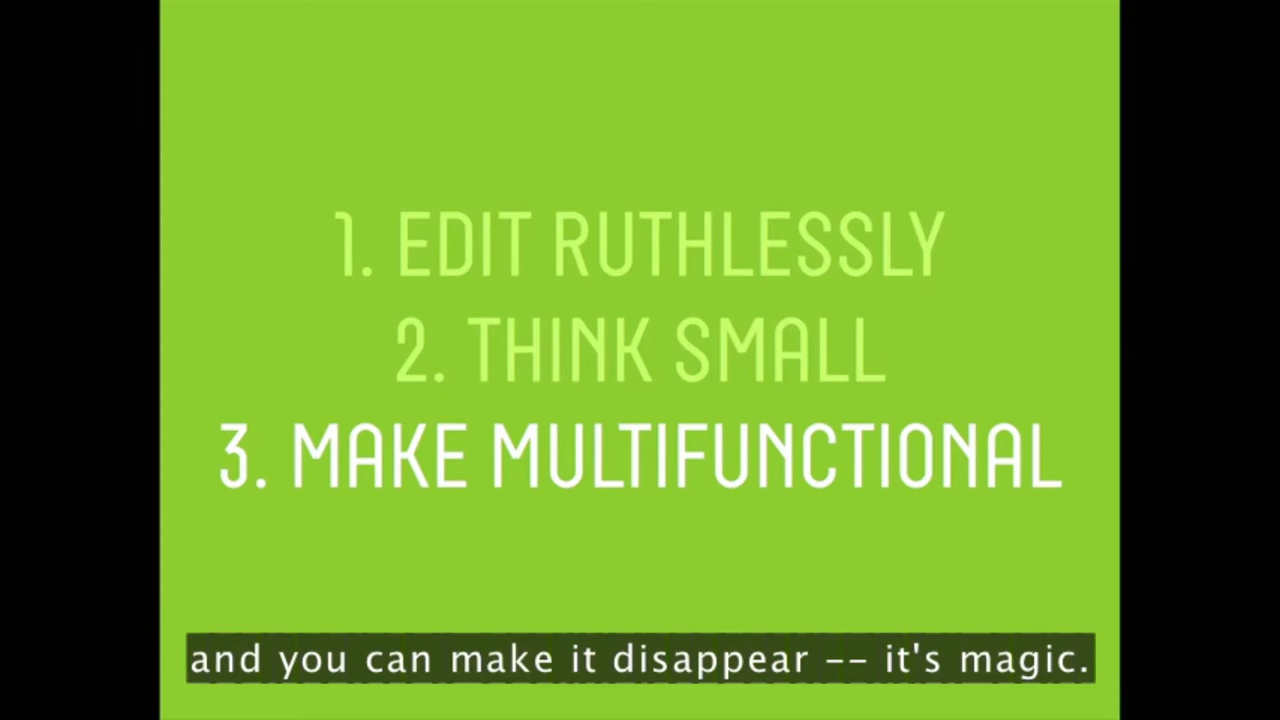 1. EDIT RUTHLESSLY
2. THINK SMALL
3. MAKE MULTIFUNCTIONAL
and you can make it disappear -- it's magic.